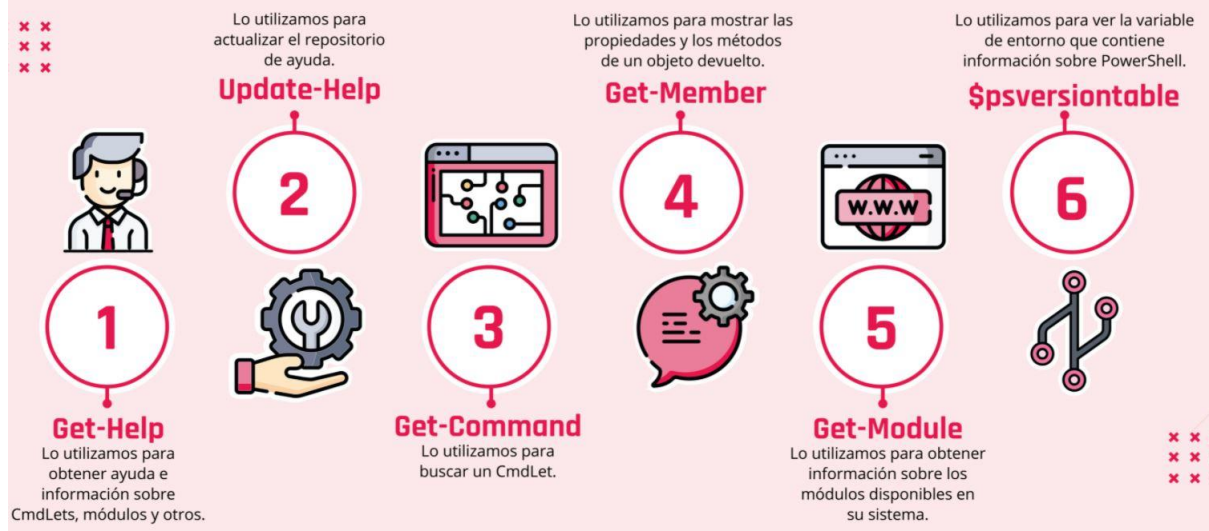 1
Get-Help
Lo utilizamos para
obtener ayuda e
información sobre
CmdLets, módulos y otros.
Lo utilizamos para
actualizar el repositorio
de ayuda.
Update-Help
2
3
Get-Command
Lo utilizamos para
buscar un CmdLet.
Lo utilizamos para mostrar las
propiedades y los métodos
de un objeto devuelto.
Get-Member
4
W.W.W
5
Get-Module
Lo utilizamos para obtener
información sobre los
módulos disponibles en
su sistema.
Lo utilizamos para ver la variable
de entorno que contiene
información sobre PowerShell.
$psversiontable
6